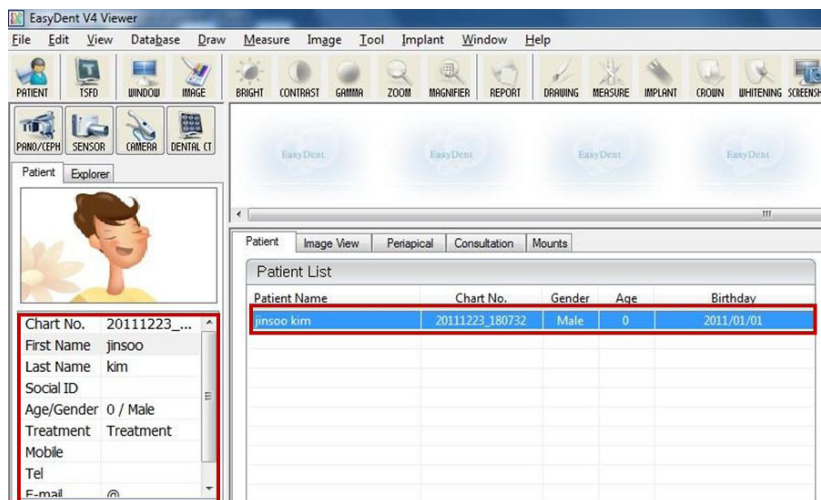 EasyDent V4 Viewer
File Edit View Database Draw Measure Image Tool Implant Window Help
PATIENT TSFD WINDOW IMAGE BRIGHT CONTRAST GAMMA ZOOM MAGNIFIER REPORT DRAWING MEASURE IMPLANT CROWN WHITENING SCREENSH
PANO/CEPH SENSOR CAMERA DENTAL CT
EasyDent EasyDent EasyDent EasyDent
Patient Explorer
Patient Image View Periapical Consultation Mounts
Patient List
Patient Name Chart No. Gender Age Birthday
jinsoo kim 20111223_180732 Male 0 2011/01/01
Chart No. 20111223_...
First Name jinsoo
Last Name kim
Social ID
Age/Gender 0 / Male
Treatment Treatment
Mobile
Tel
E-mail @